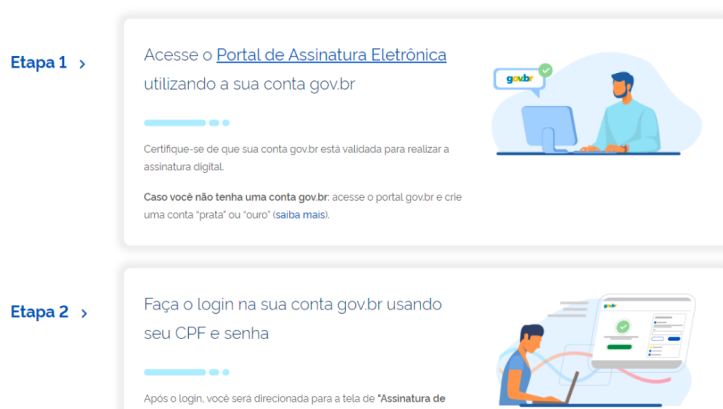 Etapa 1 >
Acesse o Portal de Assinatura Eletrônica
utilizando a sua conta gov.br
gov.br
Certifique-se de que sua conta gov.br está validada para realizar a
assinatura digital.
Caso você não tenha uma conta gov.br: acesse o portal gov.br e crie
uma conta “prata” ou “ouro” (saiba mais).
Etapa 2 >
Faça o login na sua conta gov.br usando
seu CPF e senha
gov.br
Após o login, você será direcionada para a tela de "Assinatura de